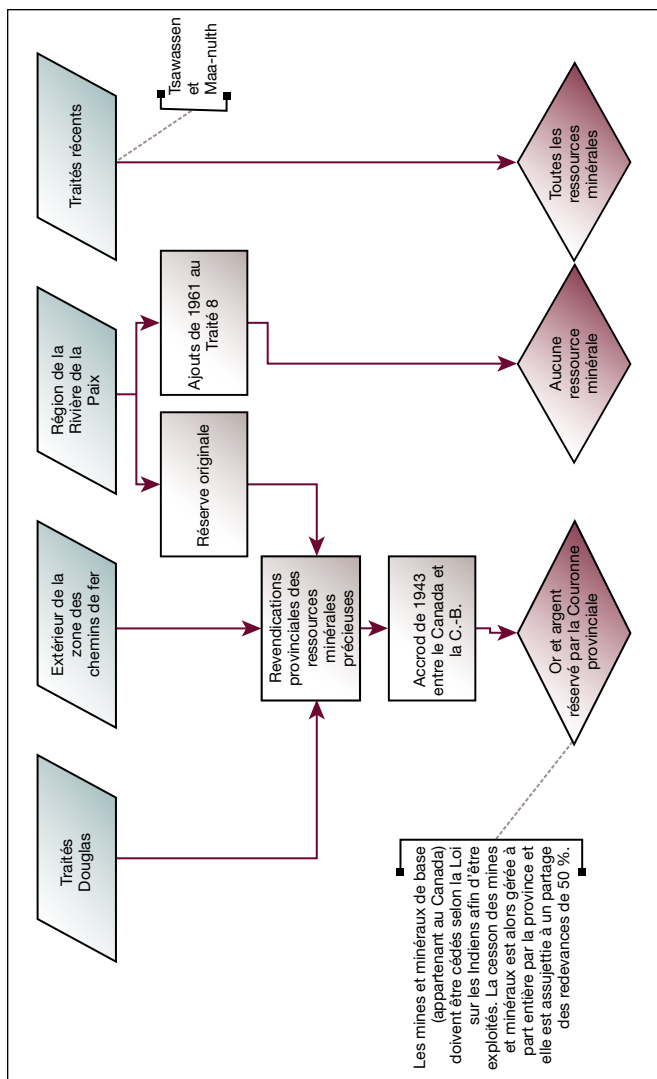 Traités
Douglas
Extérieur de la
zone des
chemins de fer
Région de la
Rivière de la
Paix
Traités récents
Tsawassen
et
Maa-nulth
Réserve originale
Ajouts de 1961 au
Traité 8
Revendications
provinciales des
ressources
minérales
précieuses
Accrod de 1943
entre le Canada et
la C.-B.
Or et argent
réservé par la Couronne
provinciale
Aucune
ressource
minérale
Toutes les
ressources
minérales
Les mines et minéraux de base
(appartenant au Canada)
doivent être cédés selon la Loi
sur les Indiens afin d’être
exploités. La cesson des mines
et minéraux est alors gérée à
part entière par la province et
elle est assujettie à un partage
des redevances de 50 %.